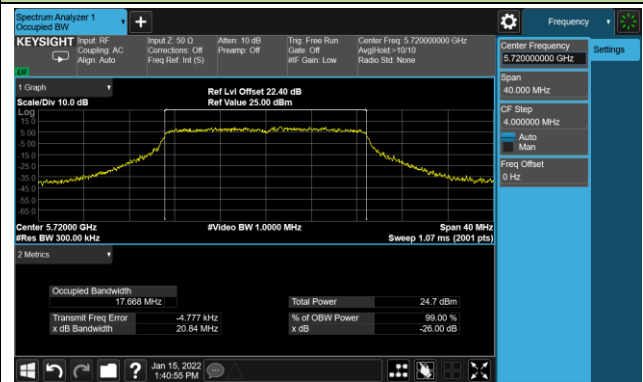 Spectrum Analyzer 1
Occupied BW
Frequency
KEYSIGHT
Input: RF
Coupling: AC
Align: Auto
Input Z: 50 Ω
Corrections: Off
Freq Ref: Int (S)
Atten: 10 dB
Preamp: Off
Trig: Free Run
Gate: Off
#IF Gain: Low
Center Freq: 5.720000000 GHz
Avg|Hold:>10/10
Radio Std: None
Center Frequency
5.720000000 GHz
Settings
Span
40.000 MHz
CF Step
4.000000 MHz
Auto
Man
Freq Offset
0 Hz
1 Graph
Scale/Div 10.0 dB
Ref Lvl Offset 22.40 dB
Ref Value 25.00 dBm
Log
15.0
5.00
-5.00
-15.0
-25.0
-35.0
-45.0
-55.0
-65.0
Center 5.72000 GHz
#Video BW 1.0000 MHz
Span 40 MHz
#Res BW 300.00 kHz
Sweep 1.07 ms (2001 pts)
2 Metrics
Occupied Bandwidth
17.668 MHz
Total Power
24.7 dBm
Transmit Freq Error
-4.777 kHz
% of OBW Power
99.00 %
x dB Bandwidth
20.84 MHz
x dB
-26.00 dB
Jan 15, 2022
1:40:55 PM